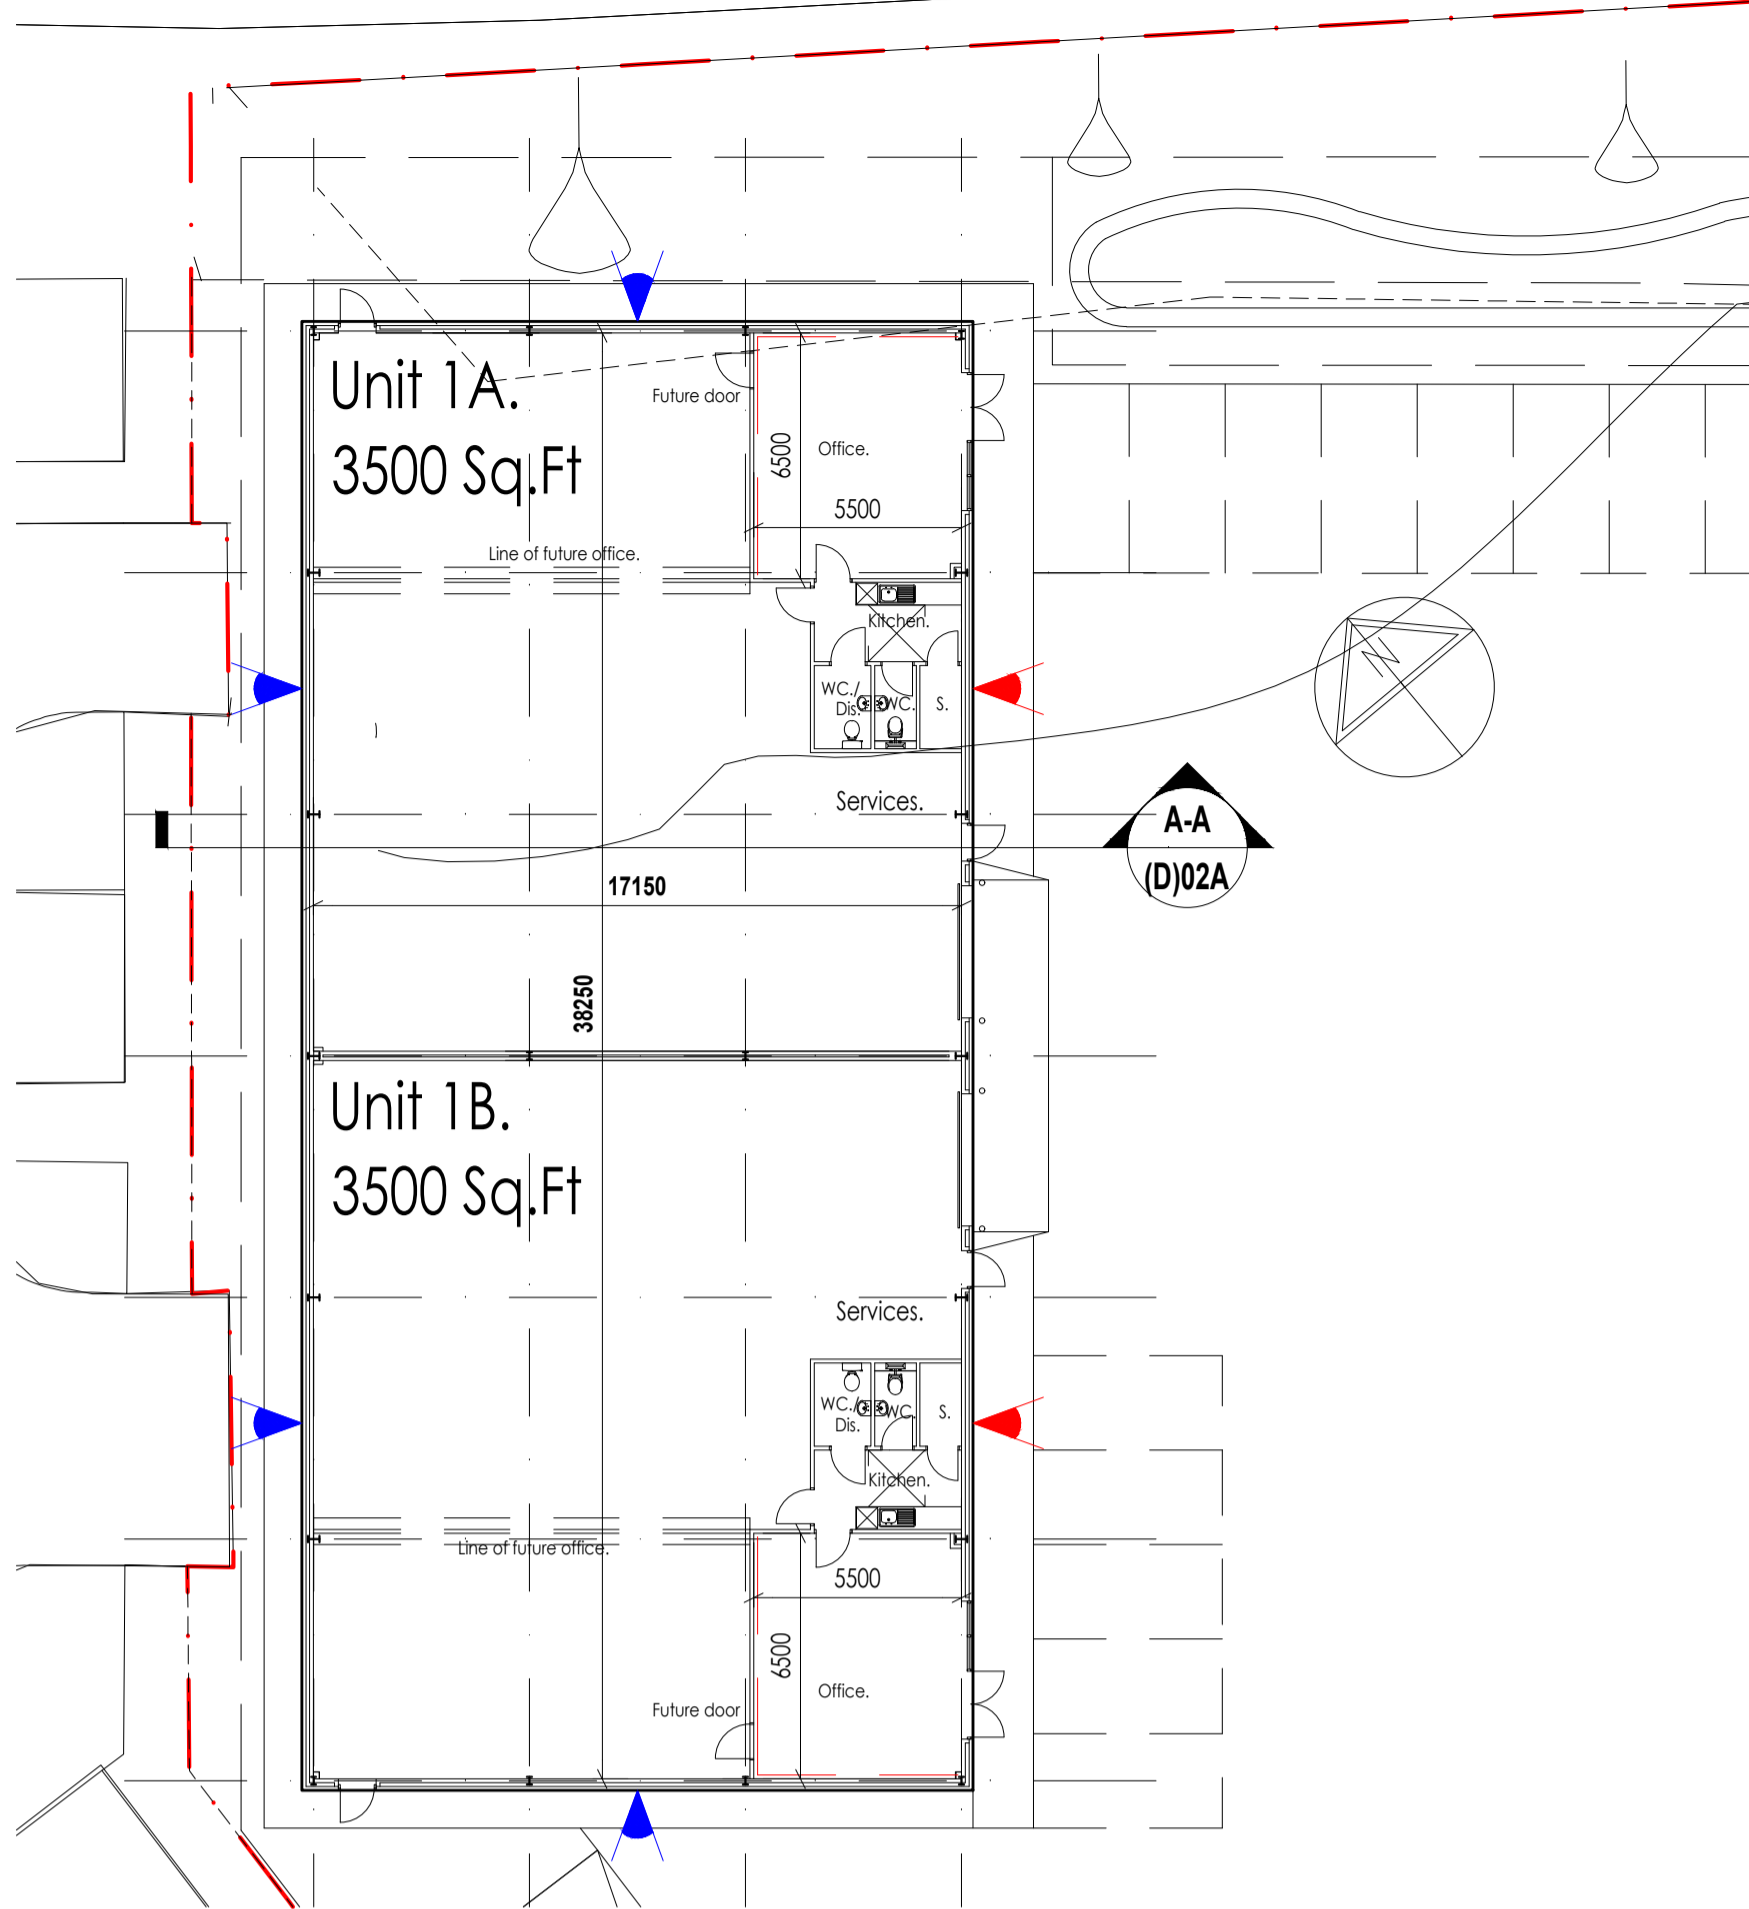 Unit 1A.
3500 Sq.Ft
Future door
Office.
6500
5500
Line of future office.
Kitchen.
WC./
Dis.
WC.
S.
N
Services.
A-A
(D)02A
17150
38250
Unit 1B.
3500 Sq.Ft
Services.
WC./
Dis.
WC.
S.
Kitchen.
Line of future office.
5500
6500
Office.
Future door